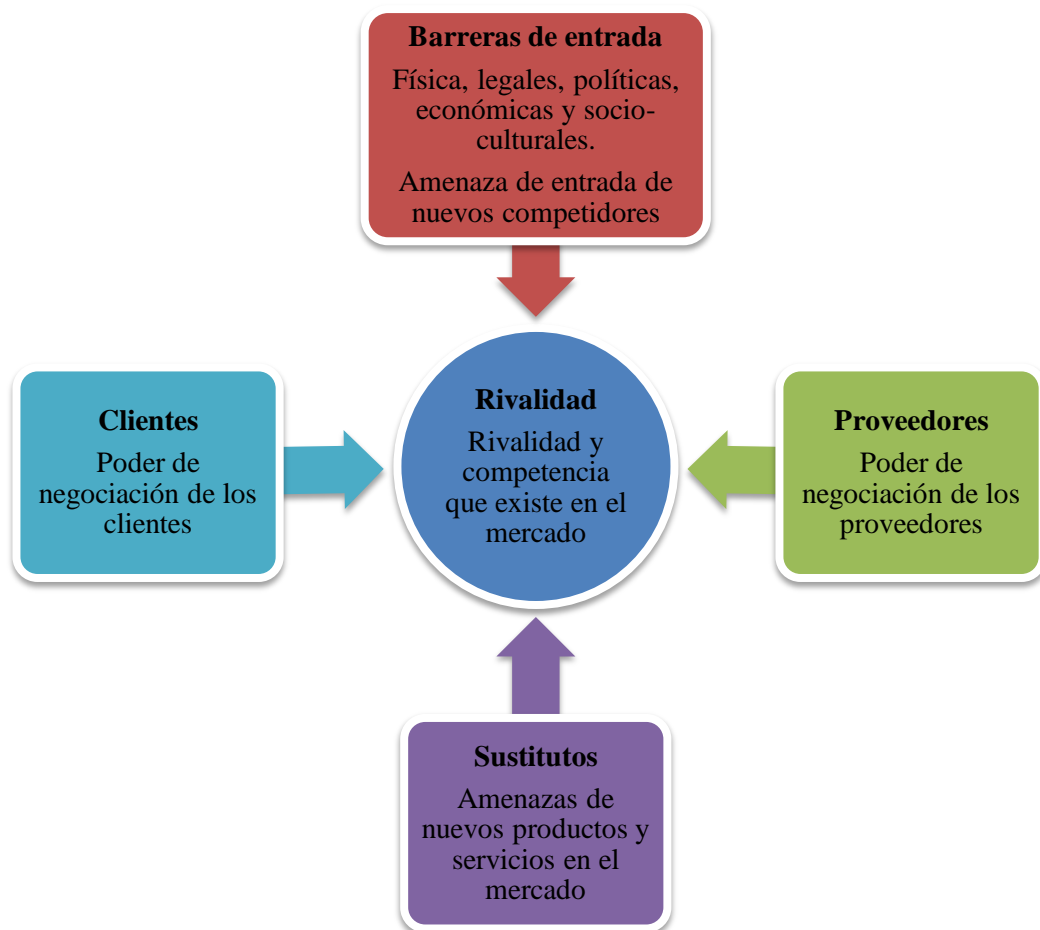 Barreras de entrada
Física, legales, políticas,
económicas y socio-
culturales.
Amenaza de entrada de
nuevos competidores
Clientes
Poder de
negociación de los
clientes
Rivalidad
Rivalidad y
competencia
que existe en el
mercado
Proveedores
Poder de
negociación de los
proveedores
Sustitutos
Amenazas de
nuevos productos y
servicios en el
mercado